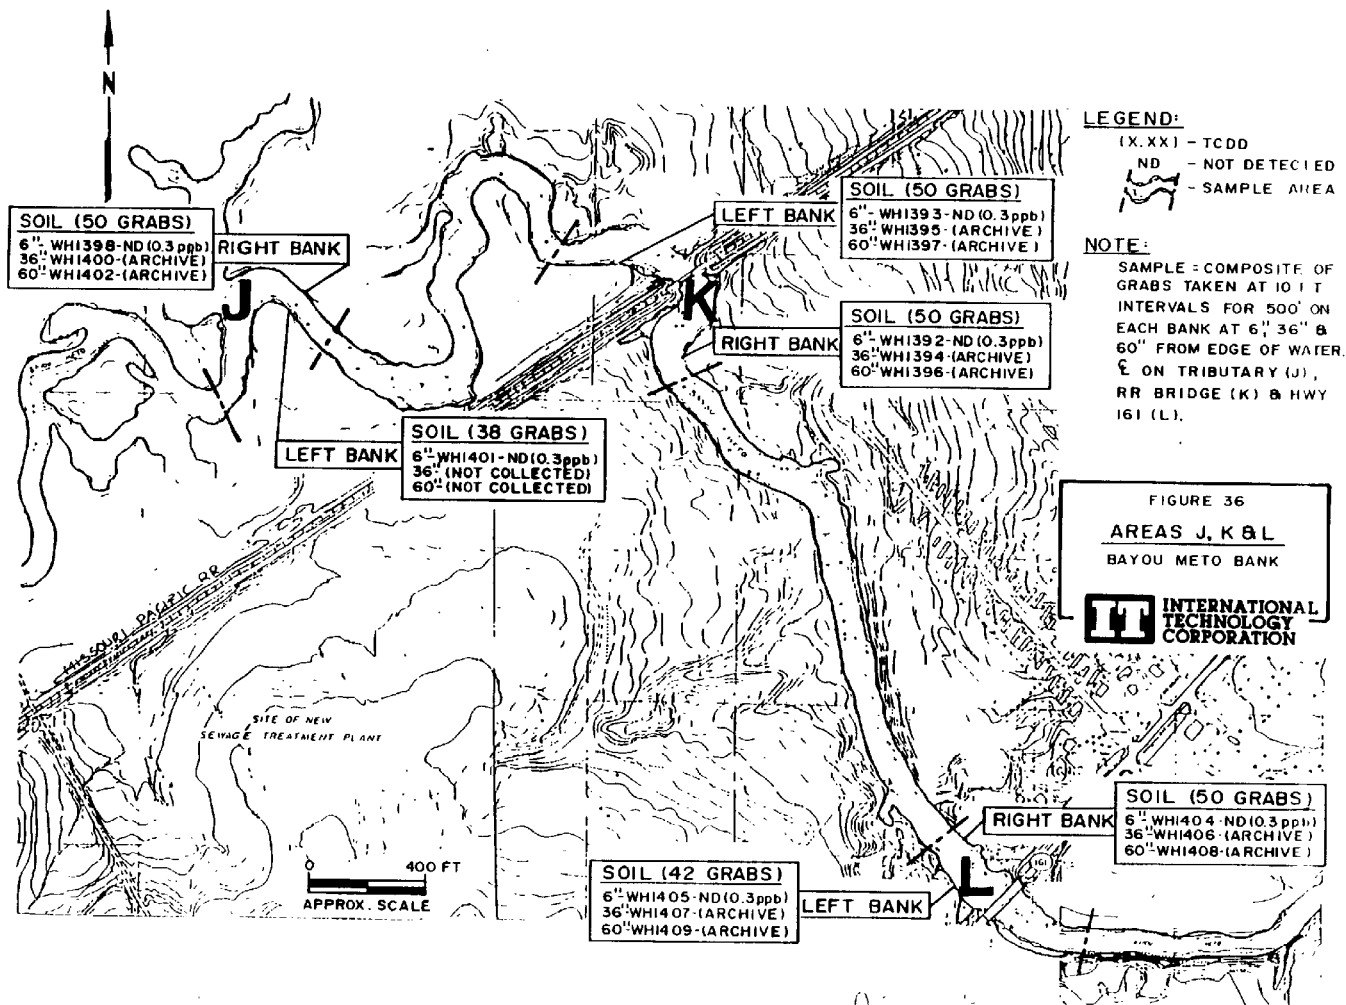 N
SOIL (50 GRABS)
6"-WH1398-ND(0.3 ppb)
36"-WH1400-(ARCHIVE)
60"-WH1402-(ARCHIVE)
RIGHT BANK
J
LEFT BANK
SOIL (38 GRABS)
6"-WH1401-ND(0.3ppb)
36"-(NOT COLLECTED)
60"-(NOT COLLECTED)
LEFT BANK
SOIL (50 GRABS)
6"-WH1393-ND(0.3ppb)
36"-WH1395-(ARCHIVE)
60"-WH1397-(ARCHIVE)
K
RIGHT BANK
SOIL (50 GRABS)
6"-WH1392-ND(0.3ppb)
36"-WH1394-(ARCHIVE)
60"-WH1396-(ARCHIVE)
LEGEND:
(X.XX) - TCDD
ND - NOT DETECTED
- SAMPLE AREA
NOTE:
SAMPLE = COMPOSITE OF
GRABS TAKEN AT 10 FT
INTERVALS FOR 500' ON
EACH BANK AT 6", 36" &
60" FROM EDGE OF WATER.
℄ ON TRIBUTARY (J),
RR BRIDGE (K) & HWY
161 (L).
FIGURE 36
AREAS J, K & L
BAYOU METO BANK
IT INTERNATIONAL
TECHNOLOGY
CORPORATION
MISSOURI PACIFIC RR
SITE OF NEW
SEWAGE TREATMENT PLANT
0 400 FT
APPROX. SCALE
RIGHT BANK
SOIL (50 GRABS)
6"-WH1404-ND(0.3 ppb)
36"-WH1406-(ARCHIVE)
60"-WH1408-(ARCHIVE)
161
L
SOIL (42 GRABS)
6"-WH1405-ND(0.3ppb)
36"-WH1407-(ARCHIVE)
60"-WH1409-(ARCHIVE)
LEFT BANK